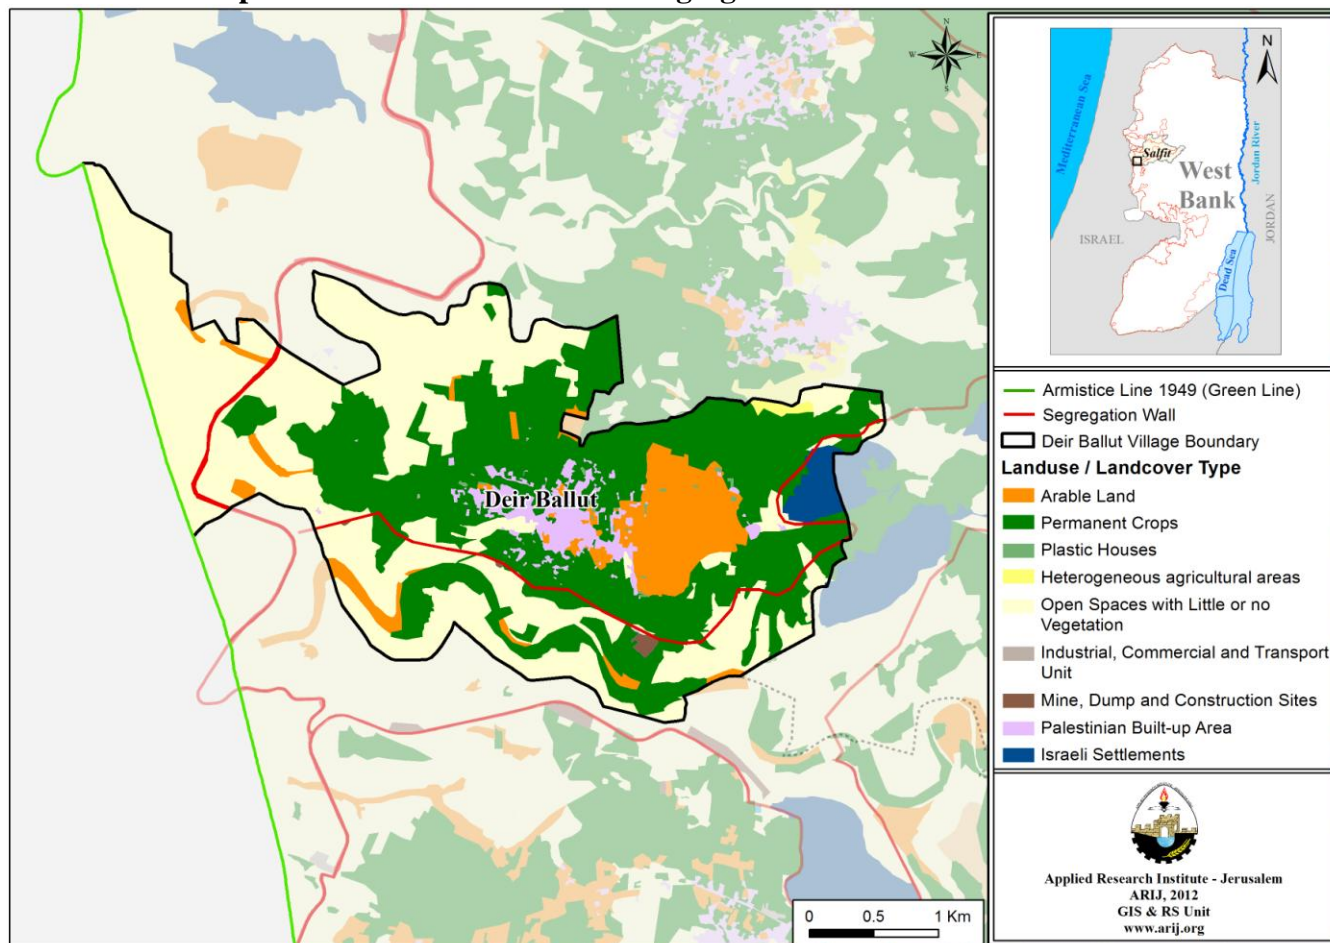 N
W
E
S
Deir Ballut
0 0.5 1 Km
N
Mediterranean Sea
Jordan River
Salfit
West
Bank
ISRAEL
JORDAN
Dead Sea
Armistice Line 1949 (Green Line)
Segregation Wall
Deir Ballut Village Boundary
Landuse / Landcover Type
Arable Land
Permanent Crops
Plastic Houses
Heterogeneous agricultural areas
Open Spaces with Little or no
Vegetation
Industrial, Commercial and Transport
Unit
Mine, Dump and Construction Sites
Palestinian Built-up Area
Israeli Settlements
Applied Research Institute - Jerusalem
ARIJ, 2012
GIS & RS Unit
www.arij.org